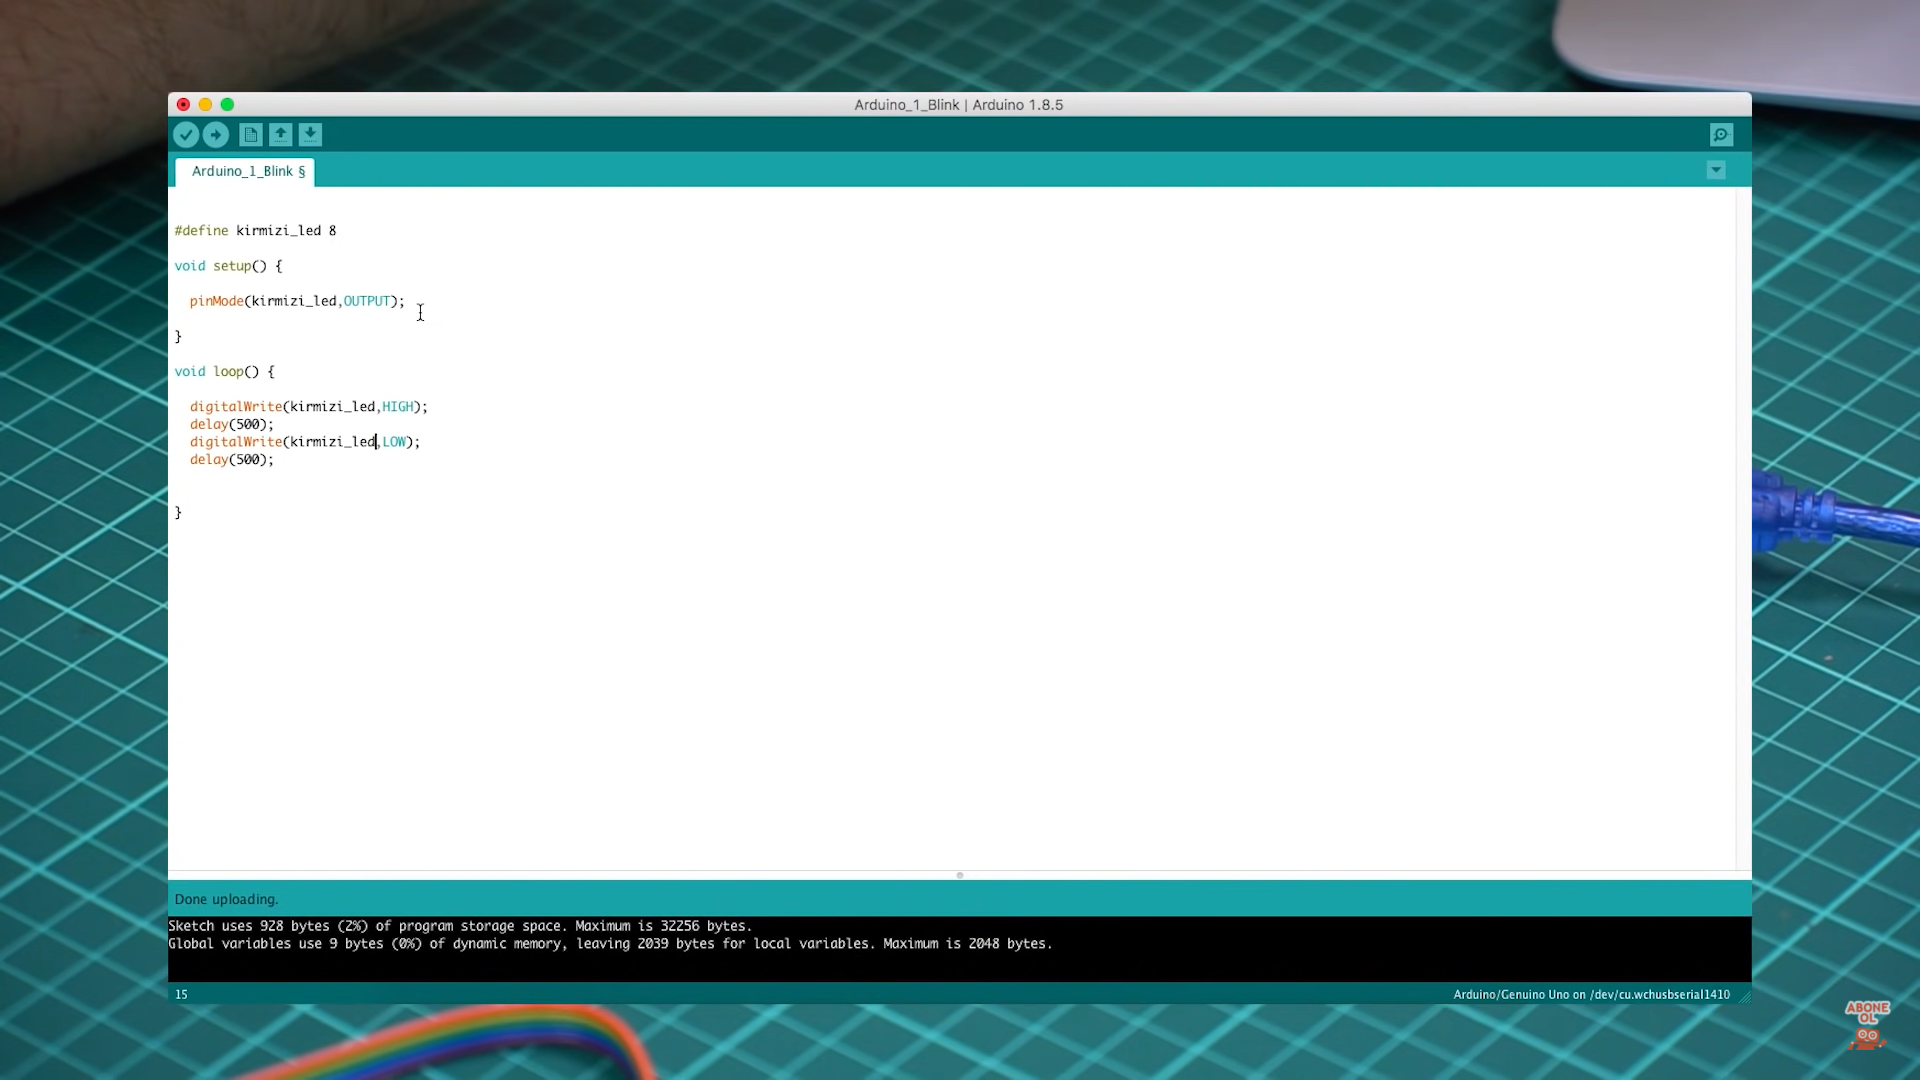 Arduino_1_Blink | Arduino 1.8.5
Arduino_1_Blink §
#define kirmizi_led 8
void setup() {
pinMode(kirmizi_led,OUTPUT);
}
void loop() {
digitalWrite(kirmizi_led,HIGH);
delay(500);
digitalWrite(kirmizi_led,LOW);
delay(500);
}
Done uploading.
Sketch uses 928 bytes (2%) of program storage space. Maximum is 32256 bytes.
Global variables use 9 bytes (0%) of dynamic memory, leaving 2039 bytes for local variables. Maximum is 2048 bytes.
15
Arduino/Genuino Uno on /dev/cu.wchusbserial1410
ABONE
OL